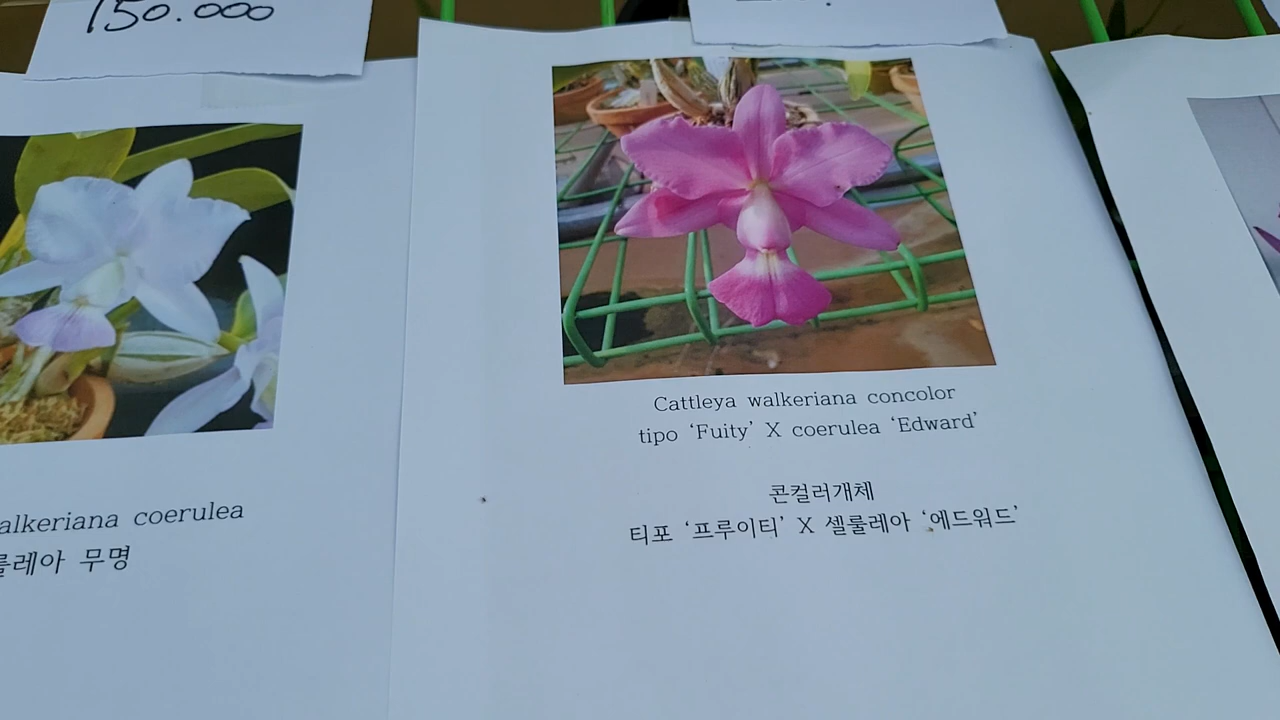 150.000
alkeriana coerulea
룰레아 무명
Cattleya walkeriana concolor
tipo ‘Fuity’ X coerulea ‘Edward’
콘컬러개체
티포 ‘프루이티’ X 셀룰레아 ‘에드워드’